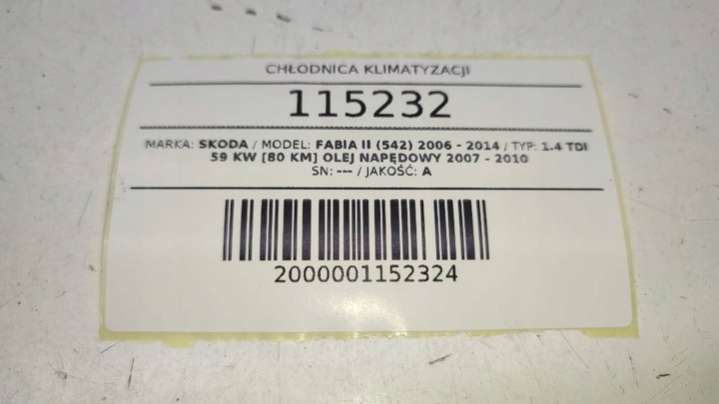 CHŁODNICA KLIMATYZACJI
115232
MARKA: SKODA / MODEL: FABIA II (542) 2006 - 2014 / TYP: 1.4 TDI
59 KW [80 KM] OLEJ NAPĘDOWY 2007 - 2010
SN: --- / JAKOŚĆ: A
2000001152324